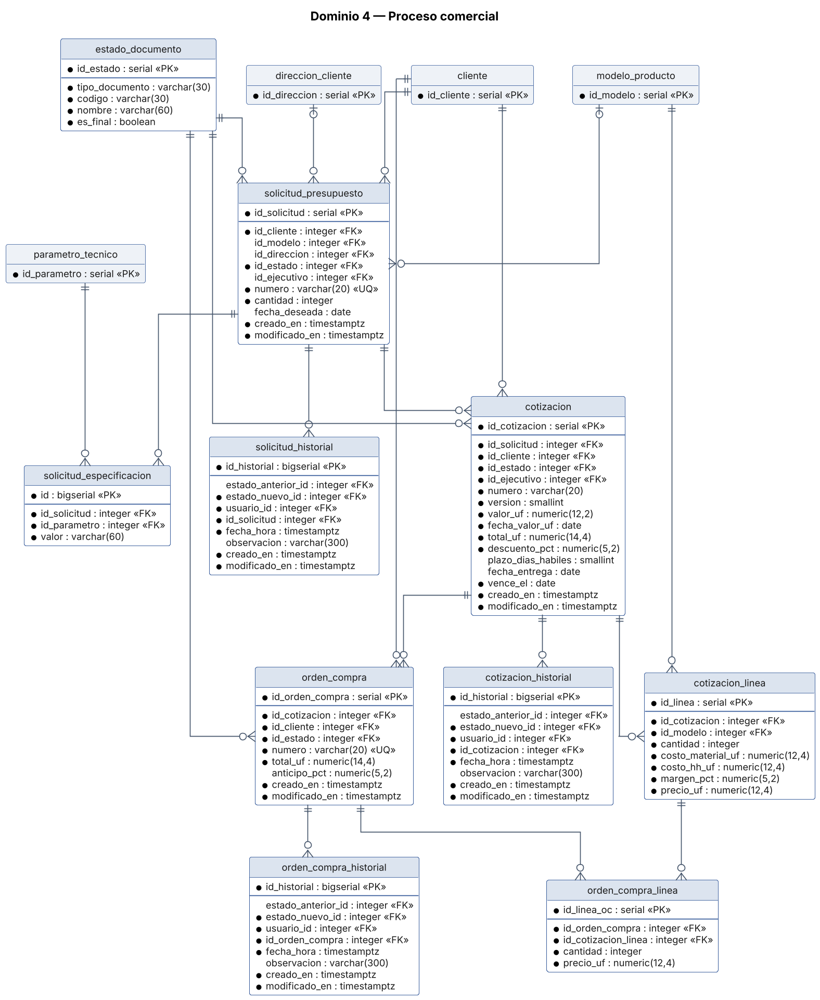 Dominio 4 — Proceso comercial
estado_documento
● id_estado : serial «PK»
● tipo_documento : varchar(30)
● codigo : varchar(30)
● nombre : varchar(60)
● es_final : boolean
direccion_cliente
● id_direccion : serial «PK»
cliente
● id_cliente : serial «PK»
modelo_producto
● id_modelo : serial «PK»
solicitud_presupuesto
● id_solicitud : serial «PK»
● id_cliente : integer «FK»
id_modelo : integer «FK»
id_direccion : integer «FK»
● id_estado : integer «FK»
id_ejecutivo : integer «FK»
● numero : varchar(20) «UQ»
● cantidad : integer
fecha_deseada : date
● creado_en : timestamptz
● modificado_en : timestamptz
parametro_tecnico
● id_parametro : serial «PK»
cotizacion
● id_cotizacion : serial «PK»
● id_solicitud : integer «FK»
● id_cliente : integer «FK»
● id_estado : integer «FK»
● id_ejecutivo : integer «FK»
● numero : varchar(20)
● version : smallint
● valor_uf : numeric(12,2)
● fecha_valor_uf : date
● total_uf : numeric(14,4)
● descuento_pct : numeric(5,2)
plazo_dias_habiles : smallint
fecha_entrega : date
● vence_el : date
● creado_en : timestamptz
● modificado_en : timestamptz
solicitud_historial
● id_historial : bigserial «PK»
estado_anterior_id : integer «FK»
● estado_nuevo_id : integer «FK»
● usuario_id : integer «FK»
● id_solicitud : integer «FK»
● fecha_hora : timestamptz
observacion : varchar(300)
● creado_en : timestamptz
● modificado_en : timestamptz
solicitud_especificacion
● id : bigserial «PK»
● id_solicitud : integer «FK»
● id_parametro : integer «FK»
● valor : varchar(60)
orden_compra
● id_orden_compra : serial «PK»
● id_cotizacion : integer «FK»
● id_cliente : integer «FK»
● id_estado : integer «FK»
● numero : varchar(20) «UQ»
● total_uf : numeric(14,4)
anticipo_pct : numeric(5,2)
● creado_en : timestamptz
● modificado_en : timestamptz
cotizacion_historial
● id_historial : bigserial «PK»
estado_anterior_id : integer «FK»
● estado_nuevo_id : integer «FK»
● usuario_id : integer «FK»
● id_cotizacion : integer «FK»
● fecha_hora : timestamptz
observacion : varchar(300)
● creado_en : timestamptz
● modificado_en : timestamptz
cotizacion_linea
● id_linea : serial «PK»
● id_cotizacion : integer «FK»
● id_modelo : integer «FK»
● cantidad : integer
● costo_material_uf : numeric(12,4)
● costo_hh_uf : numeric(12,4)
● margen_pct : numeric(5,2)
● precio_uf : numeric(12,4)
orden_compra_historial
● id_historial : bigserial «PK»
estado_anterior_id : integer «FK»
● estado_nuevo_id : integer «FK»
● usuario_id : integer «FK»
● id_orden_compra : integer «FK»
● fecha_hora : timestamptz
observacion : varchar(300)
● creado_en : timestamptz
● modificado_en : timestamptz
orden_compra_linea
● id_linea_oc : serial «PK»
● id_orden_compra : integer «FK»
● id_cotizacion_linea : integer «FK»
● cantidad : integer
● precio_uf : numeric(12,4)